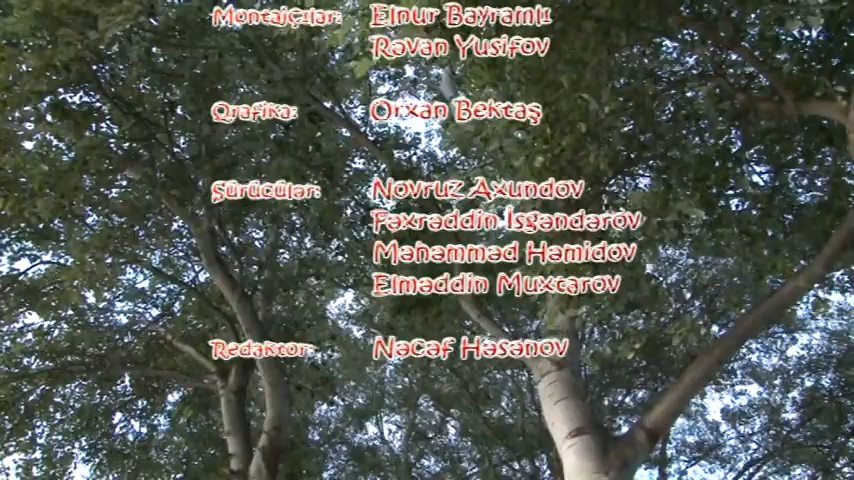 Montajçılar: Elnur Bayramlı
Rəvan Yusifov
Qrafika: Orxan Bektaş
Sürücülər: Novruz Axundov
Fəxrəddin İsgəndərov
Məhəmməd Həmidov
Elməddin Muxtarov
Redaktor: Nəcəf Həsənov